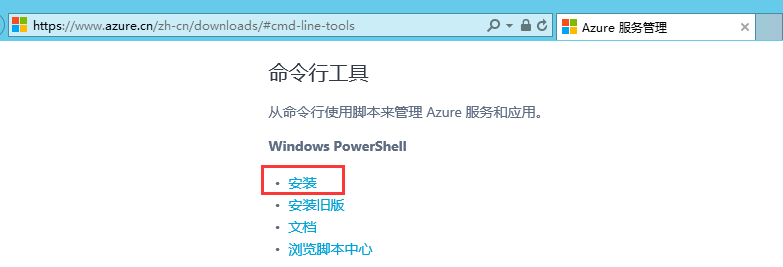 https://www.azure.cn/zh-cn/downloads/#cmd-line-tools
Azure 服务管理
命令行工具
从命令行使用脚本来管理 Azure 服务和应用。
Windows PowerShell
• 安装
• 安装旧版
• 文档
• 浏览脚本中心